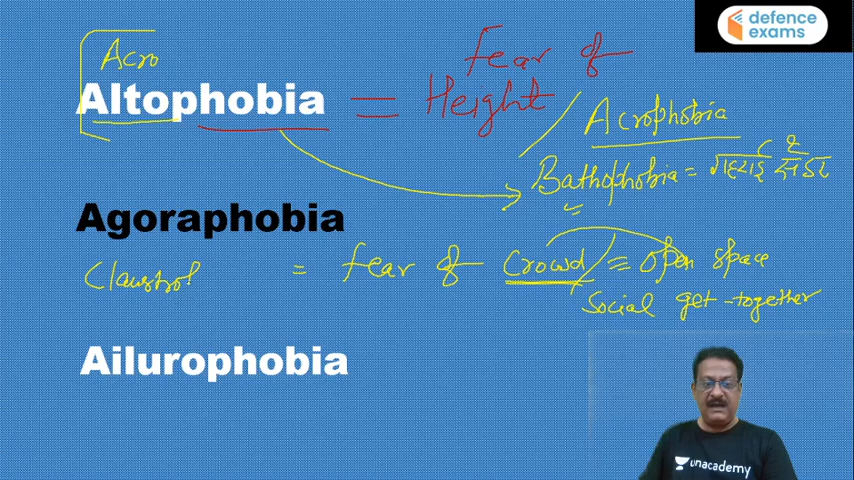 defence
exams
Acro
Altophobia = Fear of
Height
Acrophobia
Bathophobia = गहराई से डर
Agoraphobia
= Fear of Crowd / = open space
Social get-together
Claustro
Ailurophobia
unacademy